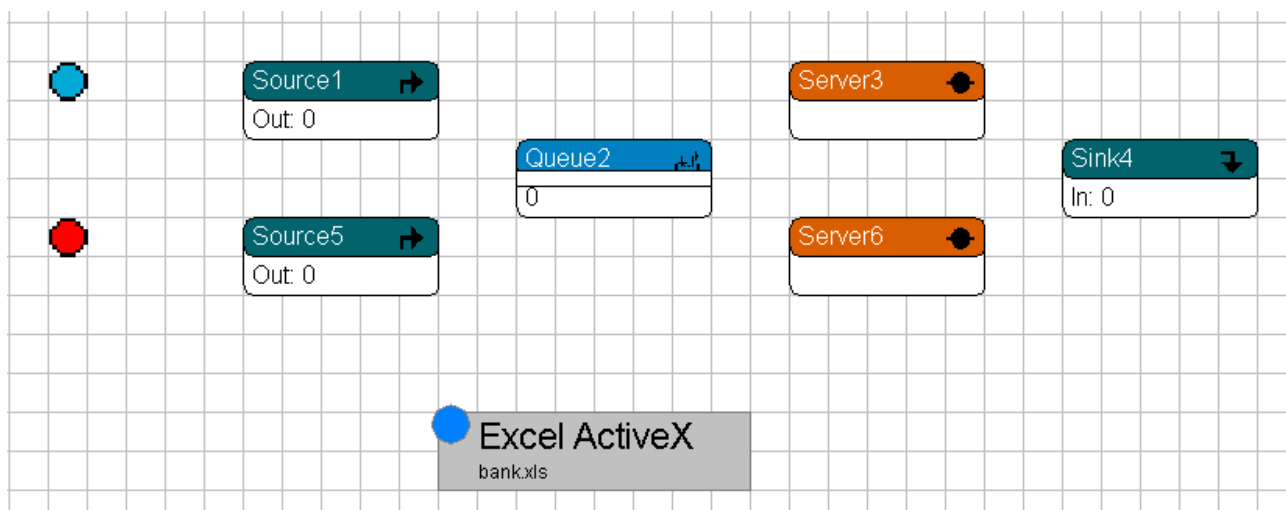 Source1
Out: 0
Server3
Queue2
0
Sink4
In: 0
Source5
Out: 0
Server6
Excel ActiveX
bank.xls